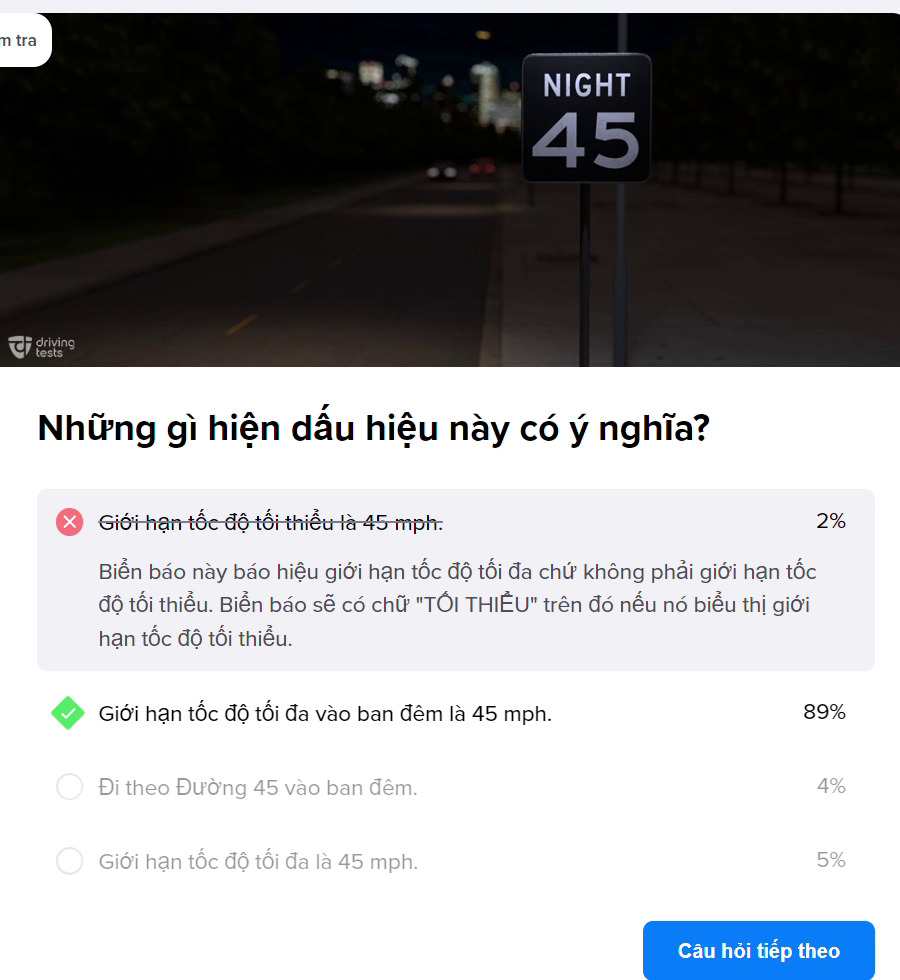 m tra
NIGHT
45
driving
tests
Những gì hiện dấu hiệu này có ý nghĩa?
Giới hạn tốc độ tối thiểu là 45 mph.
2%
Biển báo này báo hiệu giới hạn tốc độ tối đa chứ không phải giới hạn tốc
độ tối thiểu. Biển báo sẽ có chữ "TỐI THIỂU" trên đó nếu nó biểu thị giới
hạn tốc độ tối thiểu.
Giới hạn tốc độ tối đa vào ban đêm là 45 mph.
89%
Đi theo Đường 45 vào ban đêm.
4%
Giới hạn tốc độ tối đa là 45 mph.
5%
Câu hỏi tiếp theo